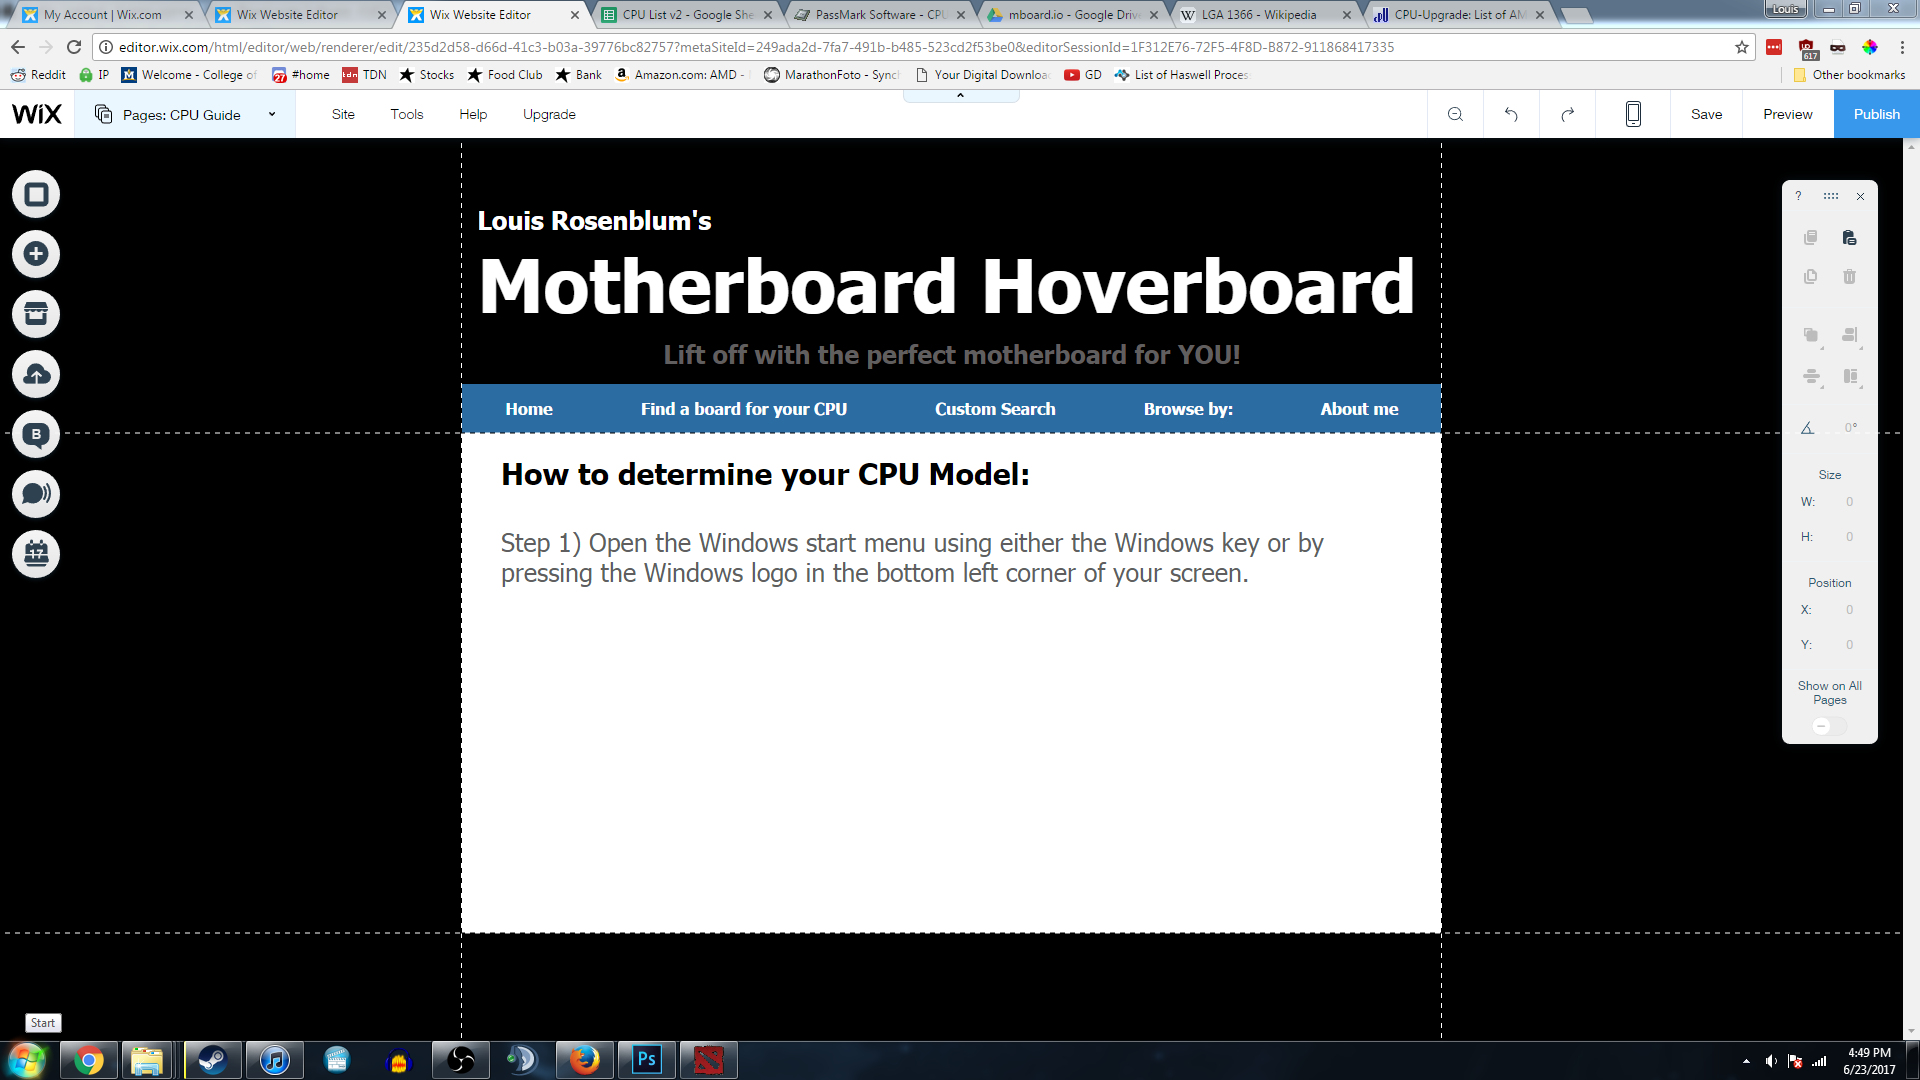 My Account | Wix.com
Wix Website Editor
Wix Website Editor
CPU List v2 - Google She
PassMark Software - CPU
mboard.io - Google Drive
LGA 1366 - Wikipedia
CPU-Upgrade: List of AM
Louis
editor.wix.com/html/editor/web/renderer/edit/235d2d58-d66d-41c3-b03a-39776bc82757?metaSiteId=249ada2d-7fa7-491b-b485-523cd2f53be0&editorSessionId=1F312E76-72F5-4F8D-B872-911868417335
617
Reddit
IP
Welcome - College of
27
#home
tdn
TDN
Stocks
Food Club
Bank
Amazon.com: AMD -
MarathonFoto - Sync
Your Digital Downloa
GD
List of Haswell Proces
Other bookmarks
WiX
Pages: CPU Guide
Site
Tools
Help
Upgrade
Save
Preview
Publish
Louis Rosenblum's
Motherboard Hoverboard
Lift off with the perfect motherboard for YOU!
Home
Find a board for your CPU
Custom Search
Browse by:
About me
How to determine your CPU Model:
Step 1) Open the Windows start menu using either the Windows key or by
pressing the Windows logo in the bottom left corner of your screen.
B
17
?
0°
Size
W: 0
H: 0
Position
X: 0
Y: 0
Show on All
Pages
Start
Ps
4:49 PM
6/23/2017